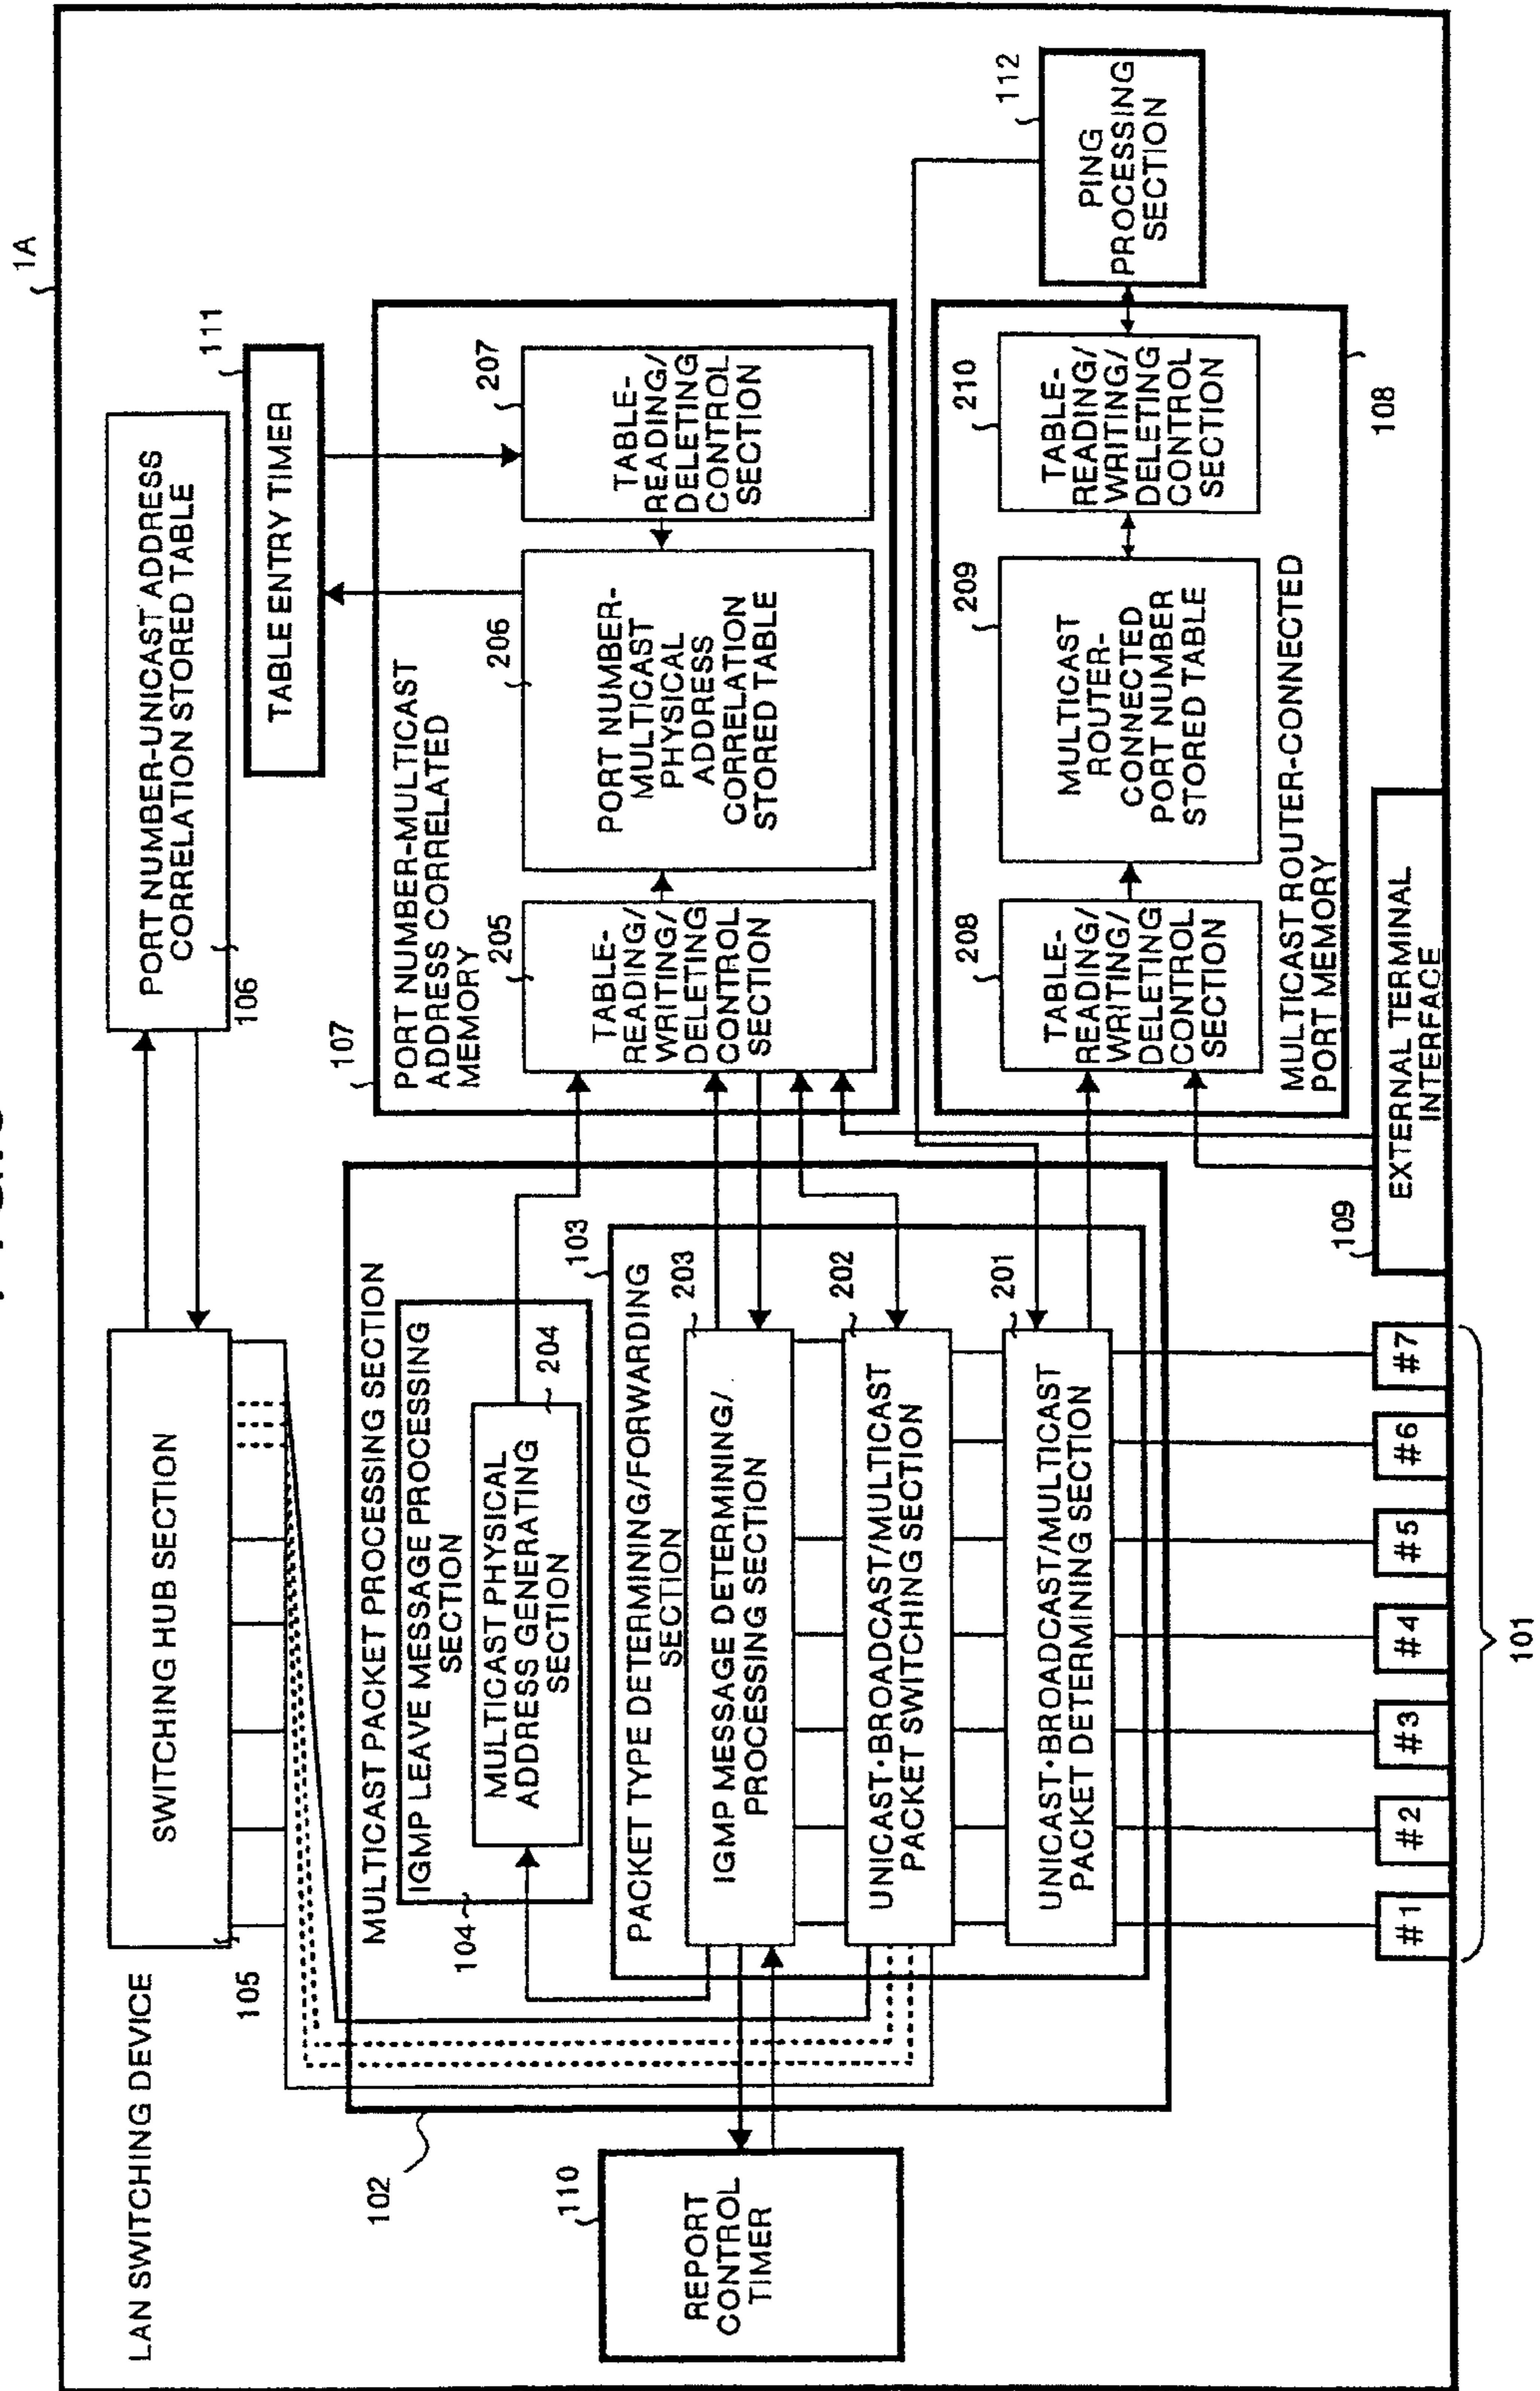 1A
LAN SWITCHING DEVICE
SWITCHING HUB SECTION
105
PORT NUMBER-UNICAST ADDRESS
CORRELATION STORED TABLE
106
111
TABLE ENTRY TIMER
102
MULTICAST PACKET PROCESSING SECTION
IGMP LEAVE MESSAGE PROCESSING
SECTION
104
MULTICAST PHYSICAL
ADDRESS GENERATING
SECTION
204
103
PACKET TYPE DETERMINING/FORWARDING
SECTION
203
IGMP MESSAGE DETERMINING/
PROCESSING SECTION
202
UNICAST·BROADCAST/MULTICAST
PACKET SWITCHING SECTION
201
UNICAST·BROADCAST/MULTICAST
PACKET DETERMINING SECTION
110
REPORT
CONTROL
TIMER
107
PORT NUMBER-MULTICAST
ADDRESS CORRELATED
MEMORY
205
TABLE-
READING/
WRITING/
DELETING
CONTROL
SECTION
206
PORT NUMBER-
MULTICAST
PHYSICAL
ADDRESS
CORRELATION
STORED TABLE
207
TABLE-
READING/
DELETING
CONTROL
SECTION
208
TABLE-
READING/
WRITING/
DELETING
CONTROL
SECTION
209
MULTICAST
ROUTER-
CONNECTED
PORT NUMBER
STORED TABLE
210
TABLE-
READING/
WRITING/
DELETING
CONTROL
SECTION
MULTICAST ROUTER-CONNECTED
PORT MEMORY
108
112
PING
PROCESSING
SECTION
109
EXTERNAL TERMINAL
INTERFACE
#1
#2
#3
#4
#5
#6
#7
101